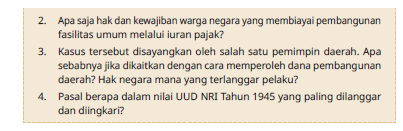 2. Apa saja hak dan kewajiban warga negara yang membiayai pembangunan
fasilitas umum melalui iuran pajak?
3. Kasus tersebut disayangkan oleh salah satu pemimpin daerah. Apa
sebabnya jika dikaitkan dengan cara memperoleh dana pembangunan
daerah? Hak negara mana yang terlanggar pelaku?
4. Pasal berapa dalam nilai UUD NRI Tahun 1945 yang paling dilanggar
dan diingkari?